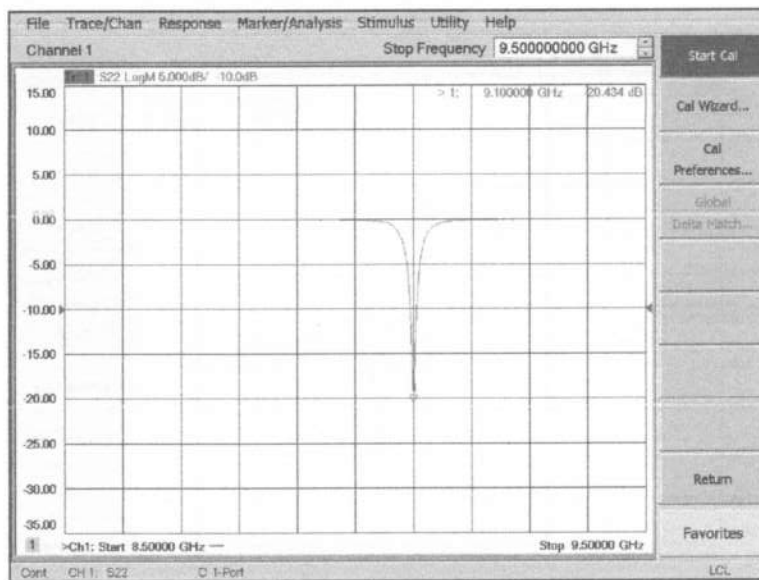 File Trace/Chan Response Marker/Analysis Stimulus Utility Help
Channel 1
Stop Frequency 9.500000000 GHz
Start Cal
Cal Wizard...
Cal
Preferences...
Global
Delta Match...
Return
Favorites
S22 LogM 5.000dB/ -10.0dB
> 1: 9.100000 GHz -20.434 dB
15.00
10.00
5.00
0.00
-5.00
-10.00
-15.00
-20.00
-25.00
-30.00
-35.00
1 >Ch1: Start 8.50000 GHz
Stop 9.50000 GHz
Cont. CH 1: S22 C 1-Port LCL